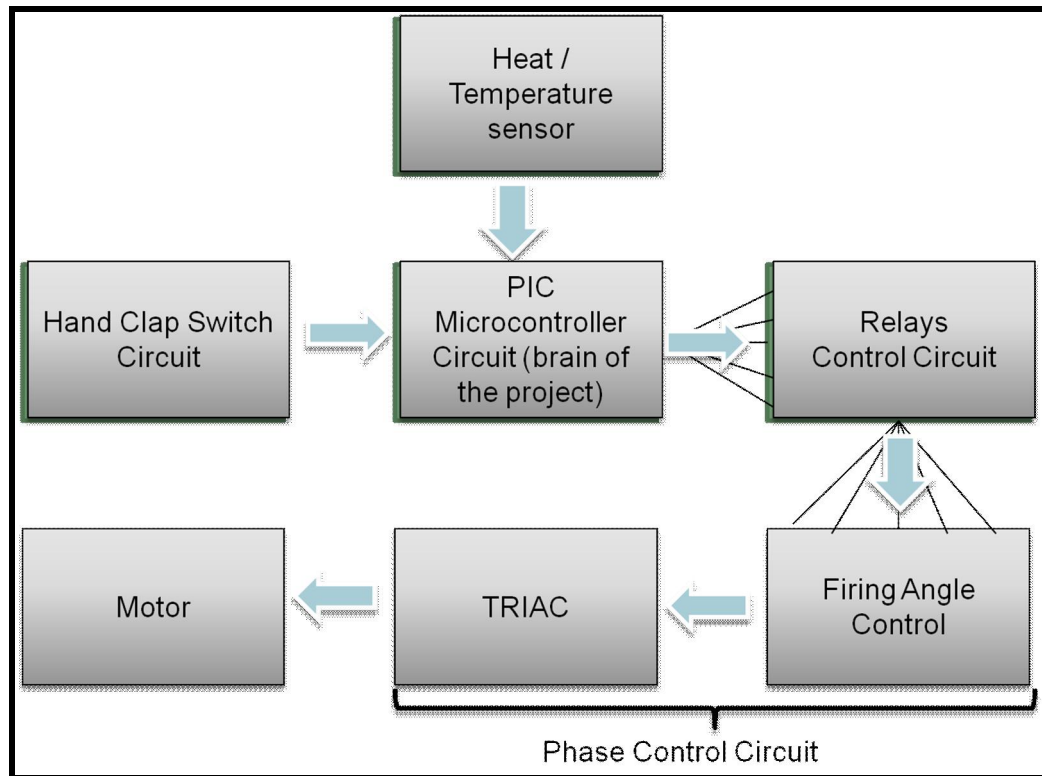 Heat /
Temperature
sensor
Hand Clap Switch
Circuit
PIC
Microcontroller
Circuit (brain of
the project)
Relays
Control Circuit
Motor
TRIAC
Firing Angle
Control
Phase Control Circuit